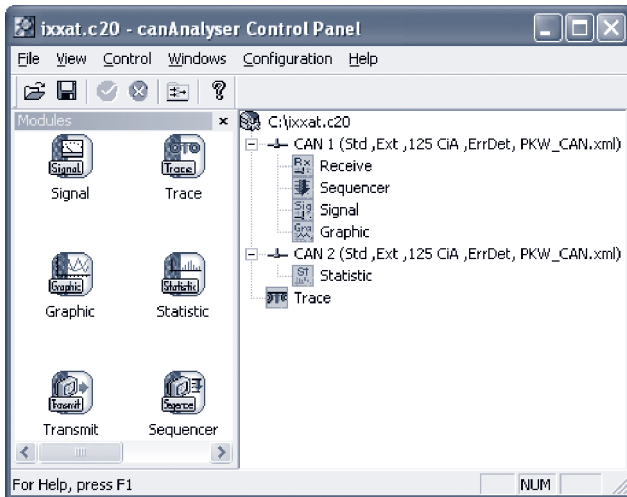 ixxat.c20 - canAnalyser Control Panel
File View Control Windows Configuration Help
Modules
Signal
Signal
Trace
Trace
Graphic
Graphic
Statistic
Statistic
Transmit
Transmit
Sequencer
C:\ixxat.c20
CAN 1 (Std ,Ext ,125 CiA ,ErrDet, PKW_CAN.xml)
Rx
Receive
Sequencer
Sig
Signal
Gra
Graphic
CAN 2 (Std ,Ext ,125 CiA ,ErrDet, PKW_CAN.xml)
St
Statistic
Trace
For Help, press F1
NUM